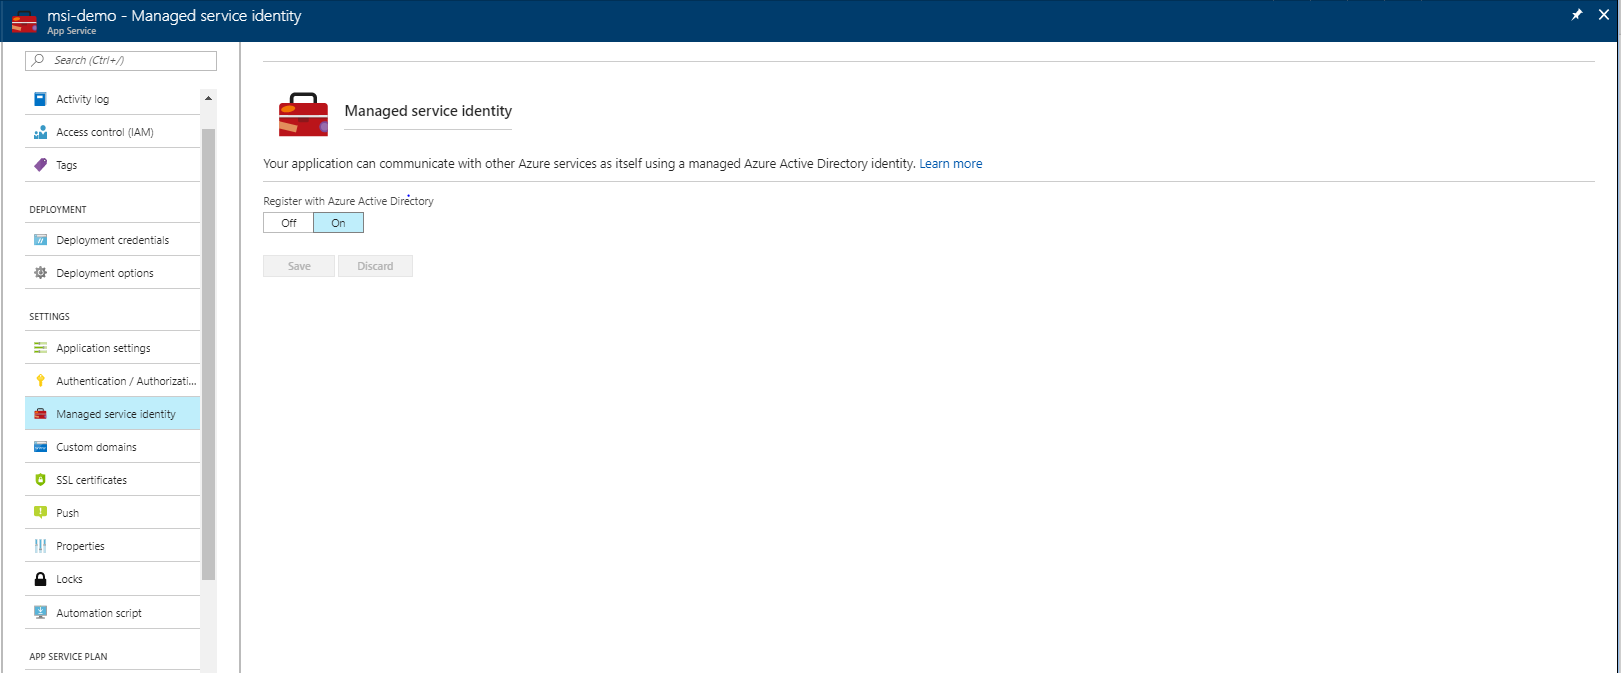 msi-demo - Managed service identity
App Service
Search (Ctrl+/)
Activity log
Access control (IAM)
Tags
DEPLOYMENT
Deployment credentials
Deployment options
SETTINGS
Application settings
Authentication / Authorizati...
Managed service identity
Custom domains
SSL certificates
Push
Properties
Locks
Automation script
APP SERVICE PLAN
Managed service identity
Your application can communicate with other Azure services as itself using a managed Azure Active Directory identity. Learn more
Register with Azure Active Directory
Off On
Save Discard